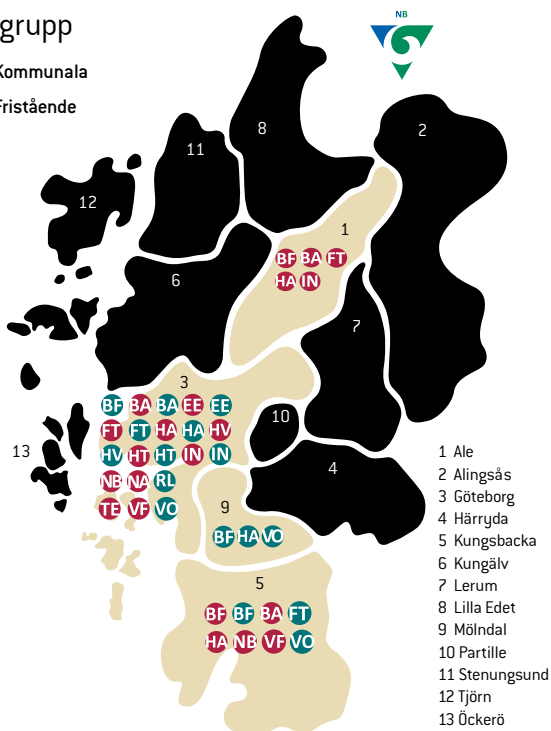 grupp
NB
Kommunala
Fristående
8
11
2
12
1
BF BA FT
HA IN
6
7
3
BF BA BA EE EE
FT FT HA HA HV
HV HT HT IN IN
NB NA RL
TE VF VO
10
13
4
9
BF HA VO
5
BF BF BA FT
HA NB VF VO
1 Ale
2 Alingsås
3 Göteborg
4 Härryda
5 Kungsbacka
6 Kungälv
7 Lerum
8 Lilla Edet
9 Mölndal
10 Partille
11 Stenungsund
12 Tjörn
13 Öckerö